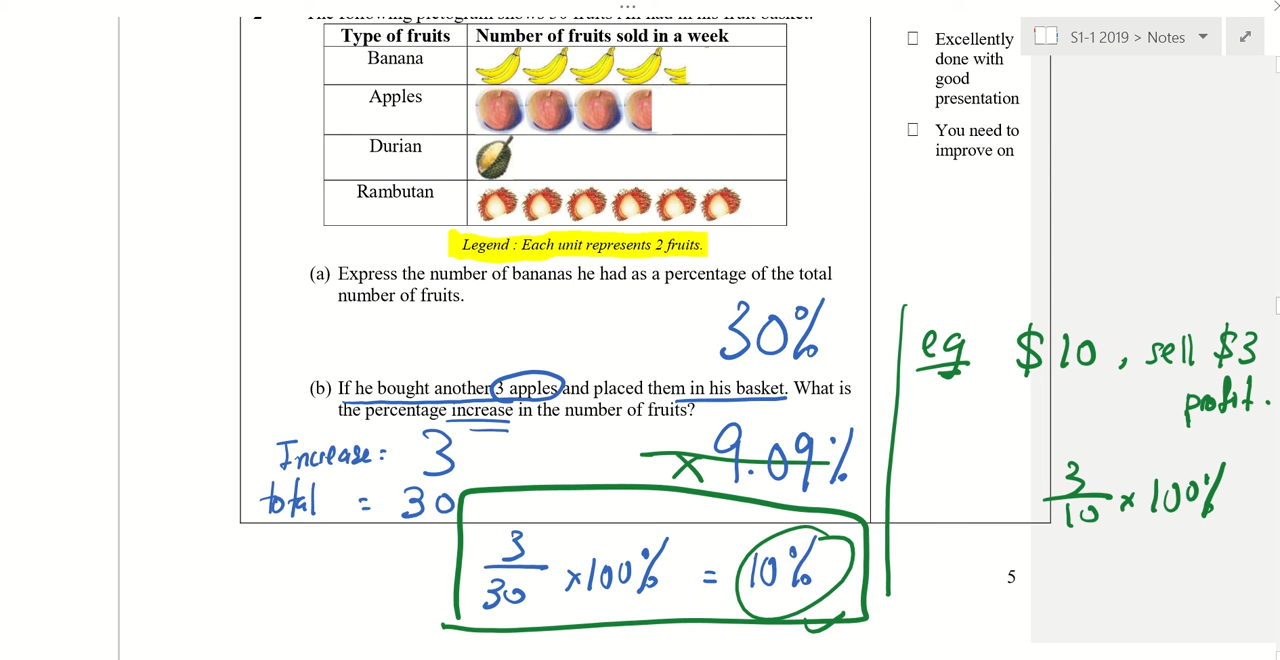 Type of fruits Number of fruits sold in a week
Banana
Apples
Durian
Rambutan
Legend : Each unit represents 2 fruits.
(a) Express the number of bananas he had as a percentage of the total
number of fruits.
30%
(b) If he bought another 3 apples and placed them in his basket. What is
the percentage increase in the number of fruits?
Increase: 3
× 9.09%
total = 30
3/30 × 100% = 10%
5
Excellently
done with
good
presentation
You need to
improve on
S1-1 2019 > Notes
eg $10, sell $3
profit.
3/10 × 100%